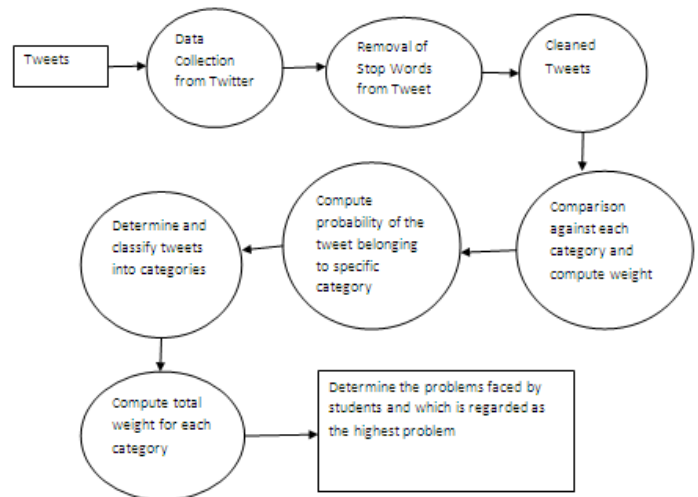 Tweets
Data
Collection
from Twitter
Removal of
Stop Words
from Tweet
Cleaned
Tweets
Comparison
against each
category and
compute weight
Compute
probability of the
tweet belonging
to specific
category
Determine and
classify tweets
into categories
Compute total
weight for each
category
Determine the problems faced by
students and which is regarded as
the highest problem